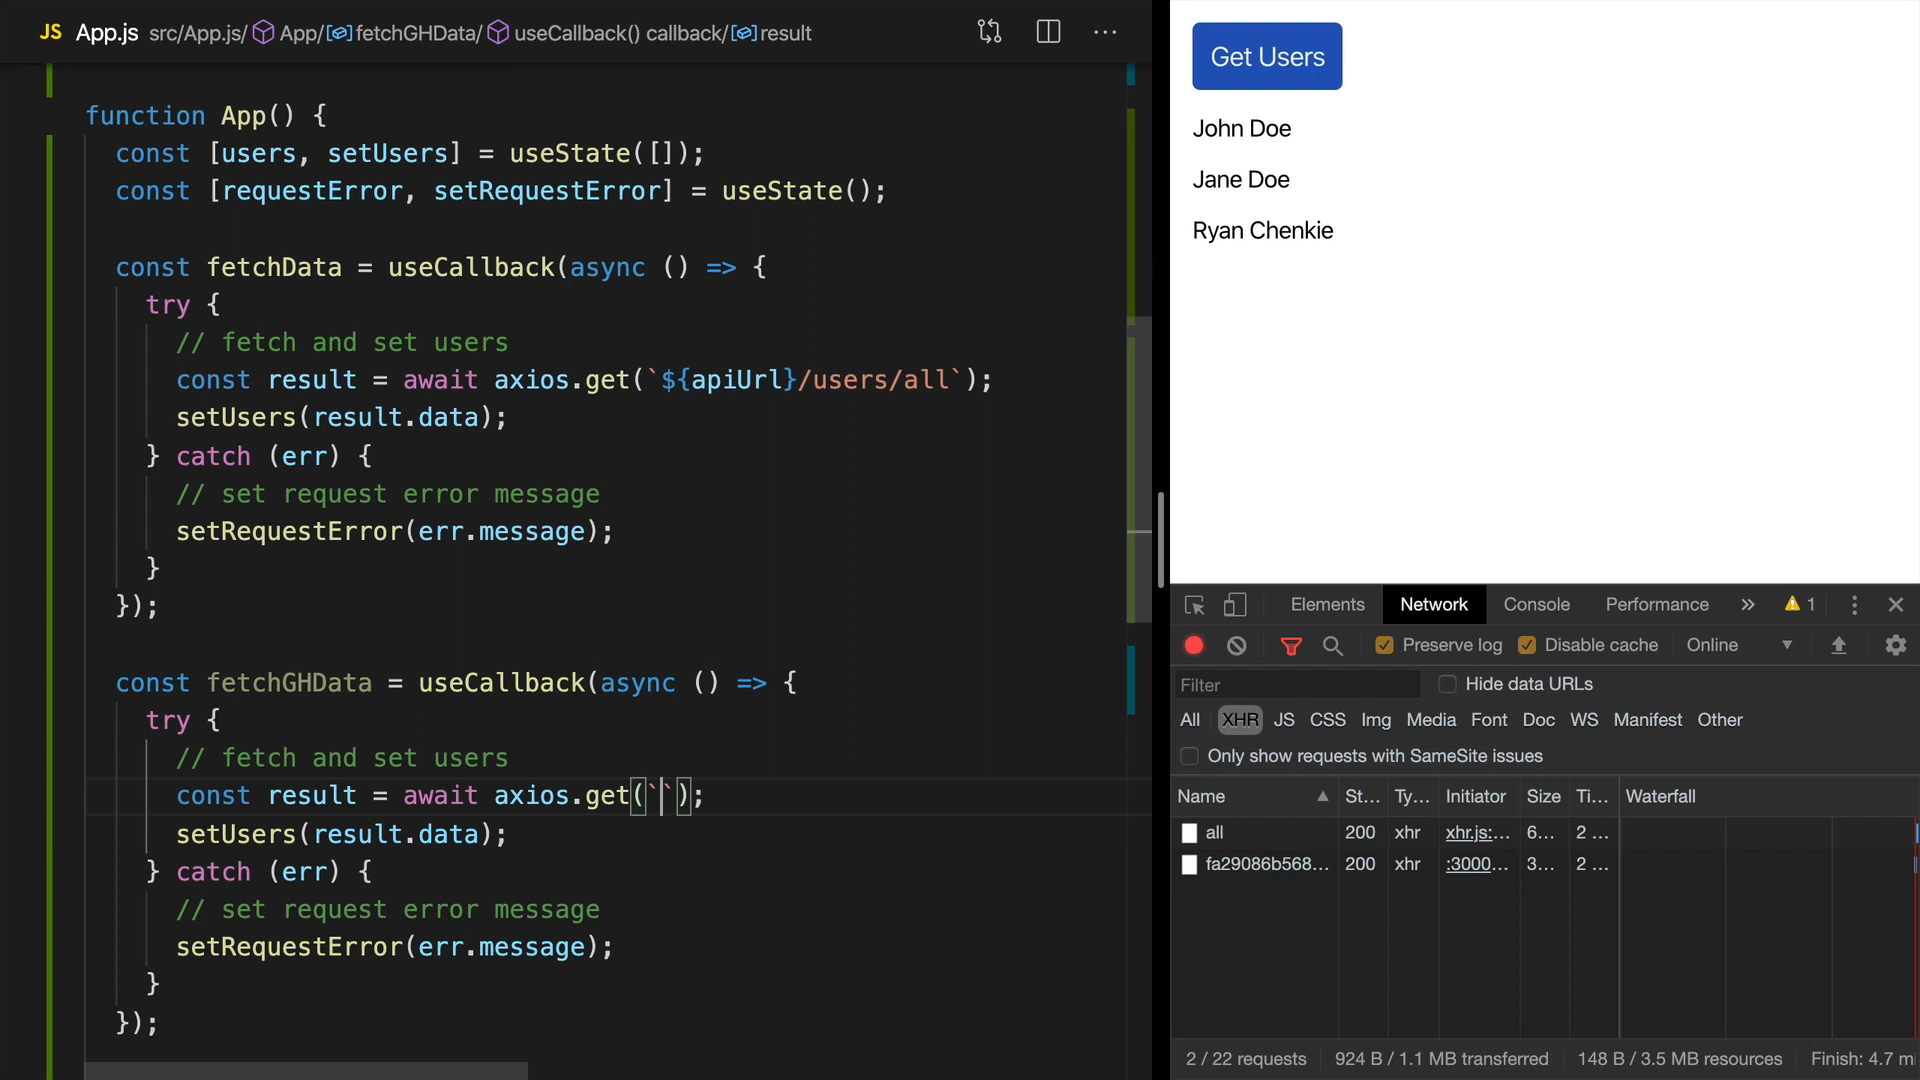 JS App.js src/App.js/ App/ fetchGHData/ useCallback() callback/ result
function App() {
const [users, setUsers] = useState([]);
const [requestError, setRequestError] = useState();
const fetchData = useCallback(async () => {
try {
// fetch and set users
const result = await axios.get(`${apiUrl}/users/all`);
setUsers(result.data);
} catch (err) {
// set request error message
setRequestError(err.message);
}
});
const fetchGHData = useCallback(async () => {
try {
// fetch and set users
const result = await axios.get(``);
setUsers(result.data);
} catch (err) {
// set request error message
setRequestError(err.message);
}
});
Get Users
John Doe
Jane Doe
Ryan Chenkie
Elements Network Console Performance » 1
Preserve log Disable cache Online
Filter Hide data URLs
All XHR JS CSS Img Media Font Doc WS Manifest Other
Only show requests with SameSite issues
Name St... Ty... Initiator Size Ti... Waterfall
all 200 xhr xhr.js:... 6... 2 ...
fa29086b568... 200 xhr :3000... 3... 2 ...
2 / 22 requests 924 B / 1.1 MB transferred 148 B / 3.5 MB resources Finish: 4.7 mi